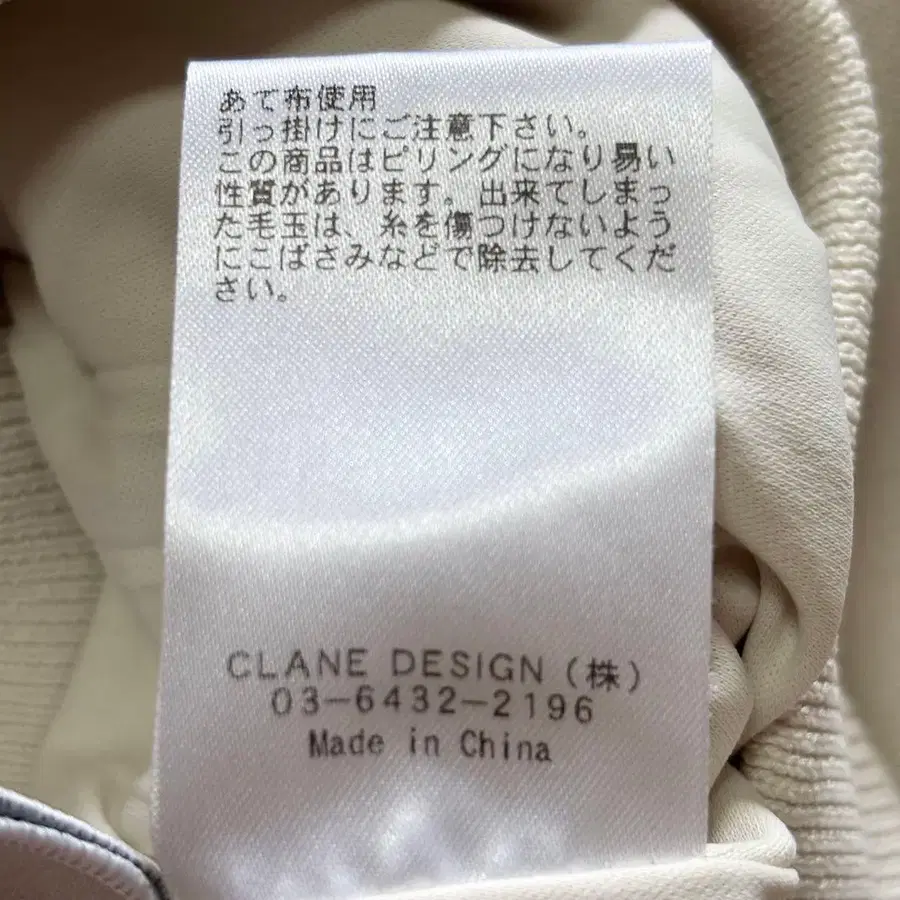 あて布使用
引っ掛けにご注意下さい。
この商品はピリングになり易い
性質があります。出来てしまっ
た毛玉は、糸を傷つけないよう
にこばさみなどで除去してくだ
さい。
CLANE DESIGN（株）
03-6432-2196
Made in China